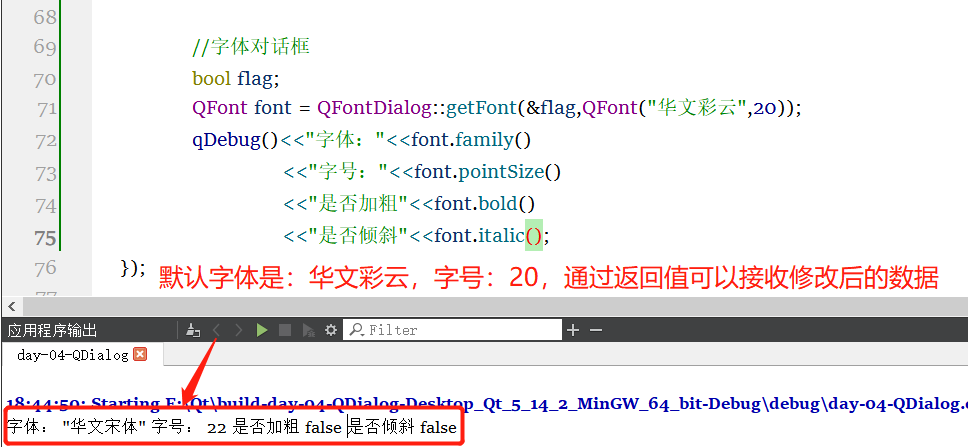 68
69 //字体对话框
70 bool flag;
71 QFont font = QFontDialog::getFont(&flag,QFont("华文彩云",20));
72 qDebug()<<"字体："<<font.family()
73 <<"字号："<<font.pointSize()
74 <<"是否加粗"<<font.bold()
75 <<"是否倾斜"<<font.italic();
76 });
默认字体是：华文彩云，字号：20，通过返回值可以接收修改后的数据
77
应用程序输出 Filter
day-04-QDialog
18:44:59: Starting E:\Qt\build-day-04-QDialog-Desktop_Qt_5_14_2_MinGW_64_bit-Debug\debug\day-04-QDialog.e
字体： "华文宋体" 字号： 22 是否加粗 false 是否倾斜 false